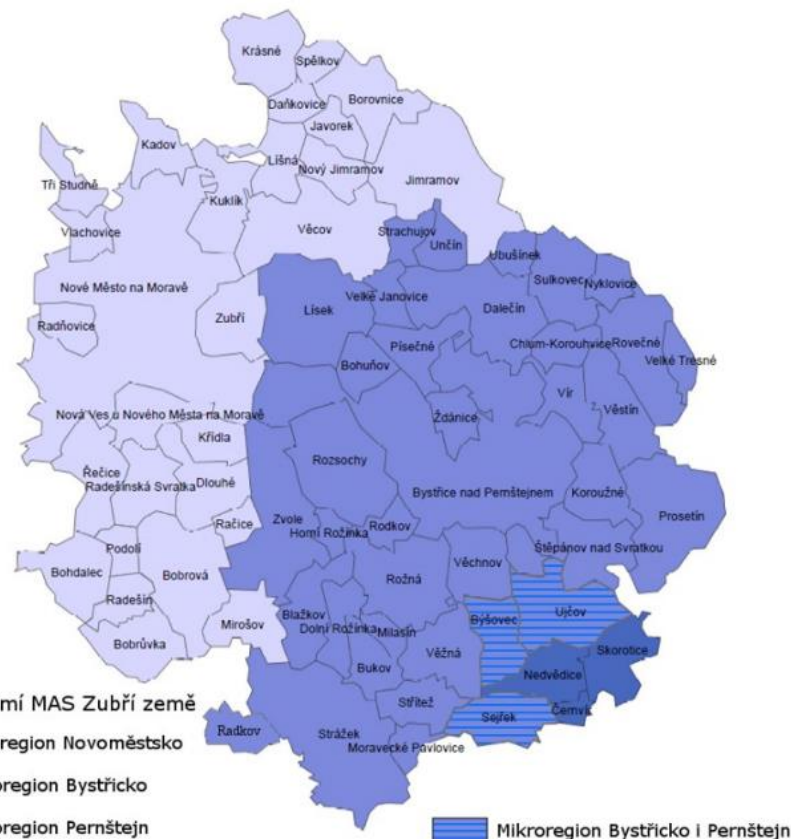 Krásné
Spělkov
Daňkovice
Borovnice
Javorek
Kadov
Líšná
Nový Jimramov
Jimramov
Tři Studně
Kuklík
Vlachovice
Věcov
Strachujov
Unčín
Ubušínek
Sulkovec
Nyklovice
Nové Město na Moravě
Lísek
Velké Janovice
Dalečín
Radňovice
Zubří
Písečné
Chlum-Korouhvice
Rovečné
Bohuňov
Velké Tresné
Vír
Ždánice
Věstín
Nová Ves u Nového Města na Moravě
Křídla
Rozsochy
Řečice
Radešínská Svratka
Dlouhé
Bystřice nad Pernštejnem
Koroužné
Prosetín
Zvole
Račice
Horní Rožínka
Rodkov
Podolí
Štěpánov nad Svratkou
Bohdalec
Bobrová
Věchnov
Rožná
Radešín
Blažkov
Býšovec
Ujčov
Mirošov
Dolní Rožínka
Milasín
Bobrůvka
Věžná
Skorotice
Bukov
Nedvědice
Střítež
Černvír
Sejřek
Radkov
Strážek
Moravecké Pavlovice
mí MAS Zubří země
region Novoměstsko
region Bystřicko
region Pernštejn
Mikroregion Bystřicko i Pernštejn